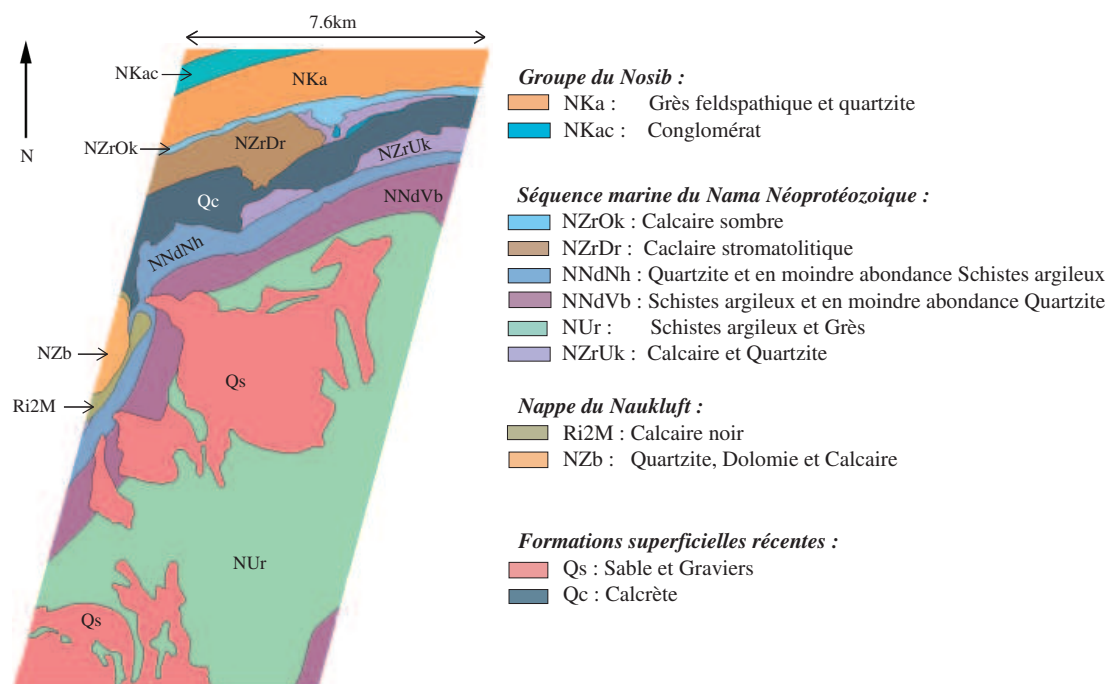 7.6km
N
NKac
NKa
NZrOk
NZrDr
NZrUk
Qc
NNdVb
NNdNh
NZb
Qs
Ri2M
NUr
Qs
Groupe du Nosib :
NKa : Grès feldspathique et quartzite
NKac : Conglomérat
Séquence marine du Nama Néoprotéozoique :
NZrOk : Calcaire sombre
NZrDr : Caclaire stromatolitique
NNdNh : Quartzite et en moindre abondance Schistes argileux
NNdVb : Schistes argileux et en moindre abondance Quartzite
NUr : Schistes argileux et Grès
NZrUk : Calcaire et Quartzite
Nappe du Naukluft :
Ri2M : Calcaire noir
NZb : Quartzite, Dolomie et Calcaire
Formations superficielles récentes :
Qs : Sable et Graviers
Qc : Calcrète